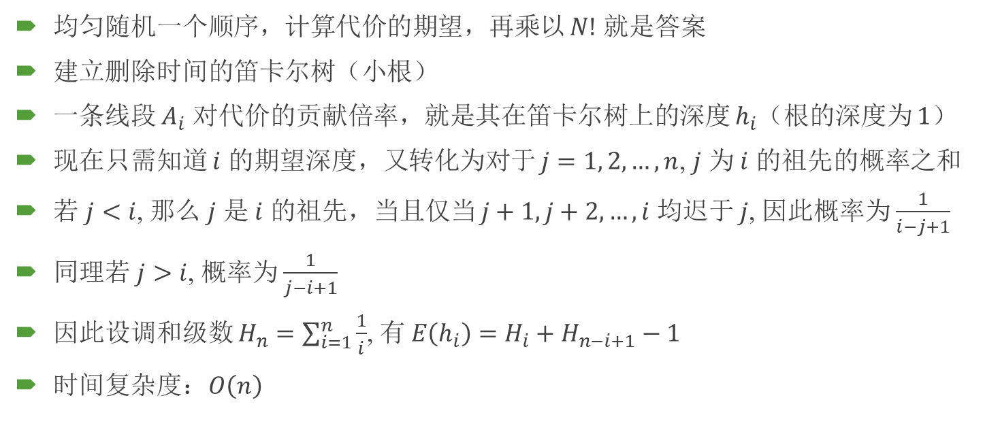 均匀随机一个顺序，计算代价的期望，再乘以 N! 就是答案
建立删除时间的笛卡尔树（小根）
一条线段 A_i 对代价的贡献倍率，就是其在笛卡尔树上的深度 h_i（根的深度为 1）
现在只需知道 i 的期望深度，又转化为对于 j = 1, 2, …, n, j 为 i 的祖先的概率之和
若 j < i, 那么 j 是 i 的祖先，当且仅当 j + 1, j + 2, …, i 均迟于 j, 因此概率为 \frac{1}{i-j+1}
同理若 j > i, 概率为 \frac{1}{j-i+1}
因此设调和级数 H_n = \sum_{i=1}^{n} \frac{1}{i}, 有 E(h_i) = H_i + H_{n-i+1} − 1
时间复杂度：O(n)